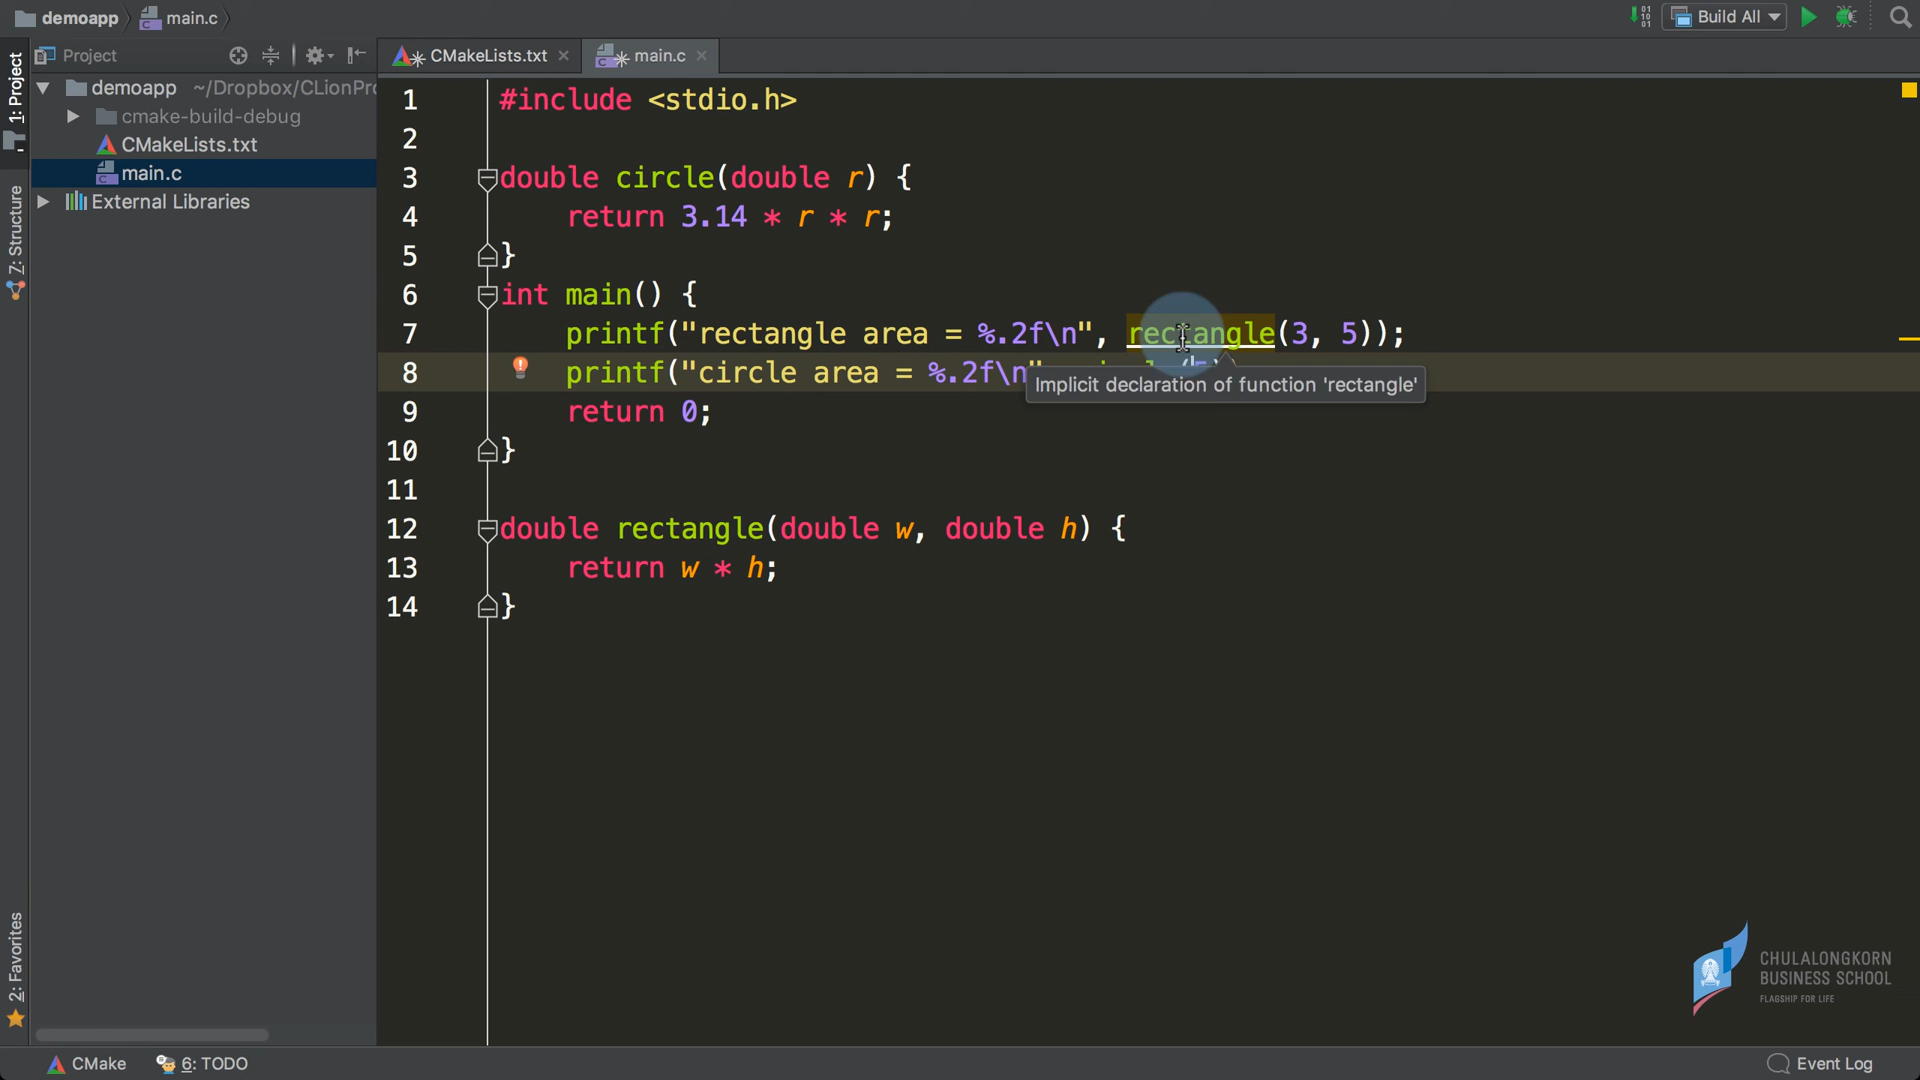 demoapp main.c
Build All
1: Project
Project
CMakeLists.txt
main.c
demoapp ~/Dropbox/CLionPr
cmake-build-debug
CMakeLists.txt
main.c
External Libraries
Z: Structure
2: Favorites
1 #include <stdio.h>
2
3 double circle(double r) {
4 return 3.14 * r * r;
5 }
6 int main() {
7 printf("rectangle area = %.2f\n", rectangle(3, 5));
8 printf("circle area = %.2f\n"
Implicit declaration of function 'rectangle'
9 return 0;
10 }
11
12 double rectangle(double w, double h) {
13 return w * h;
14 }
CHULALONGKORN
BUSINESS SCHOOL
FLAGSHIP FOR LIFE
CMake
6: TODO
Event Log